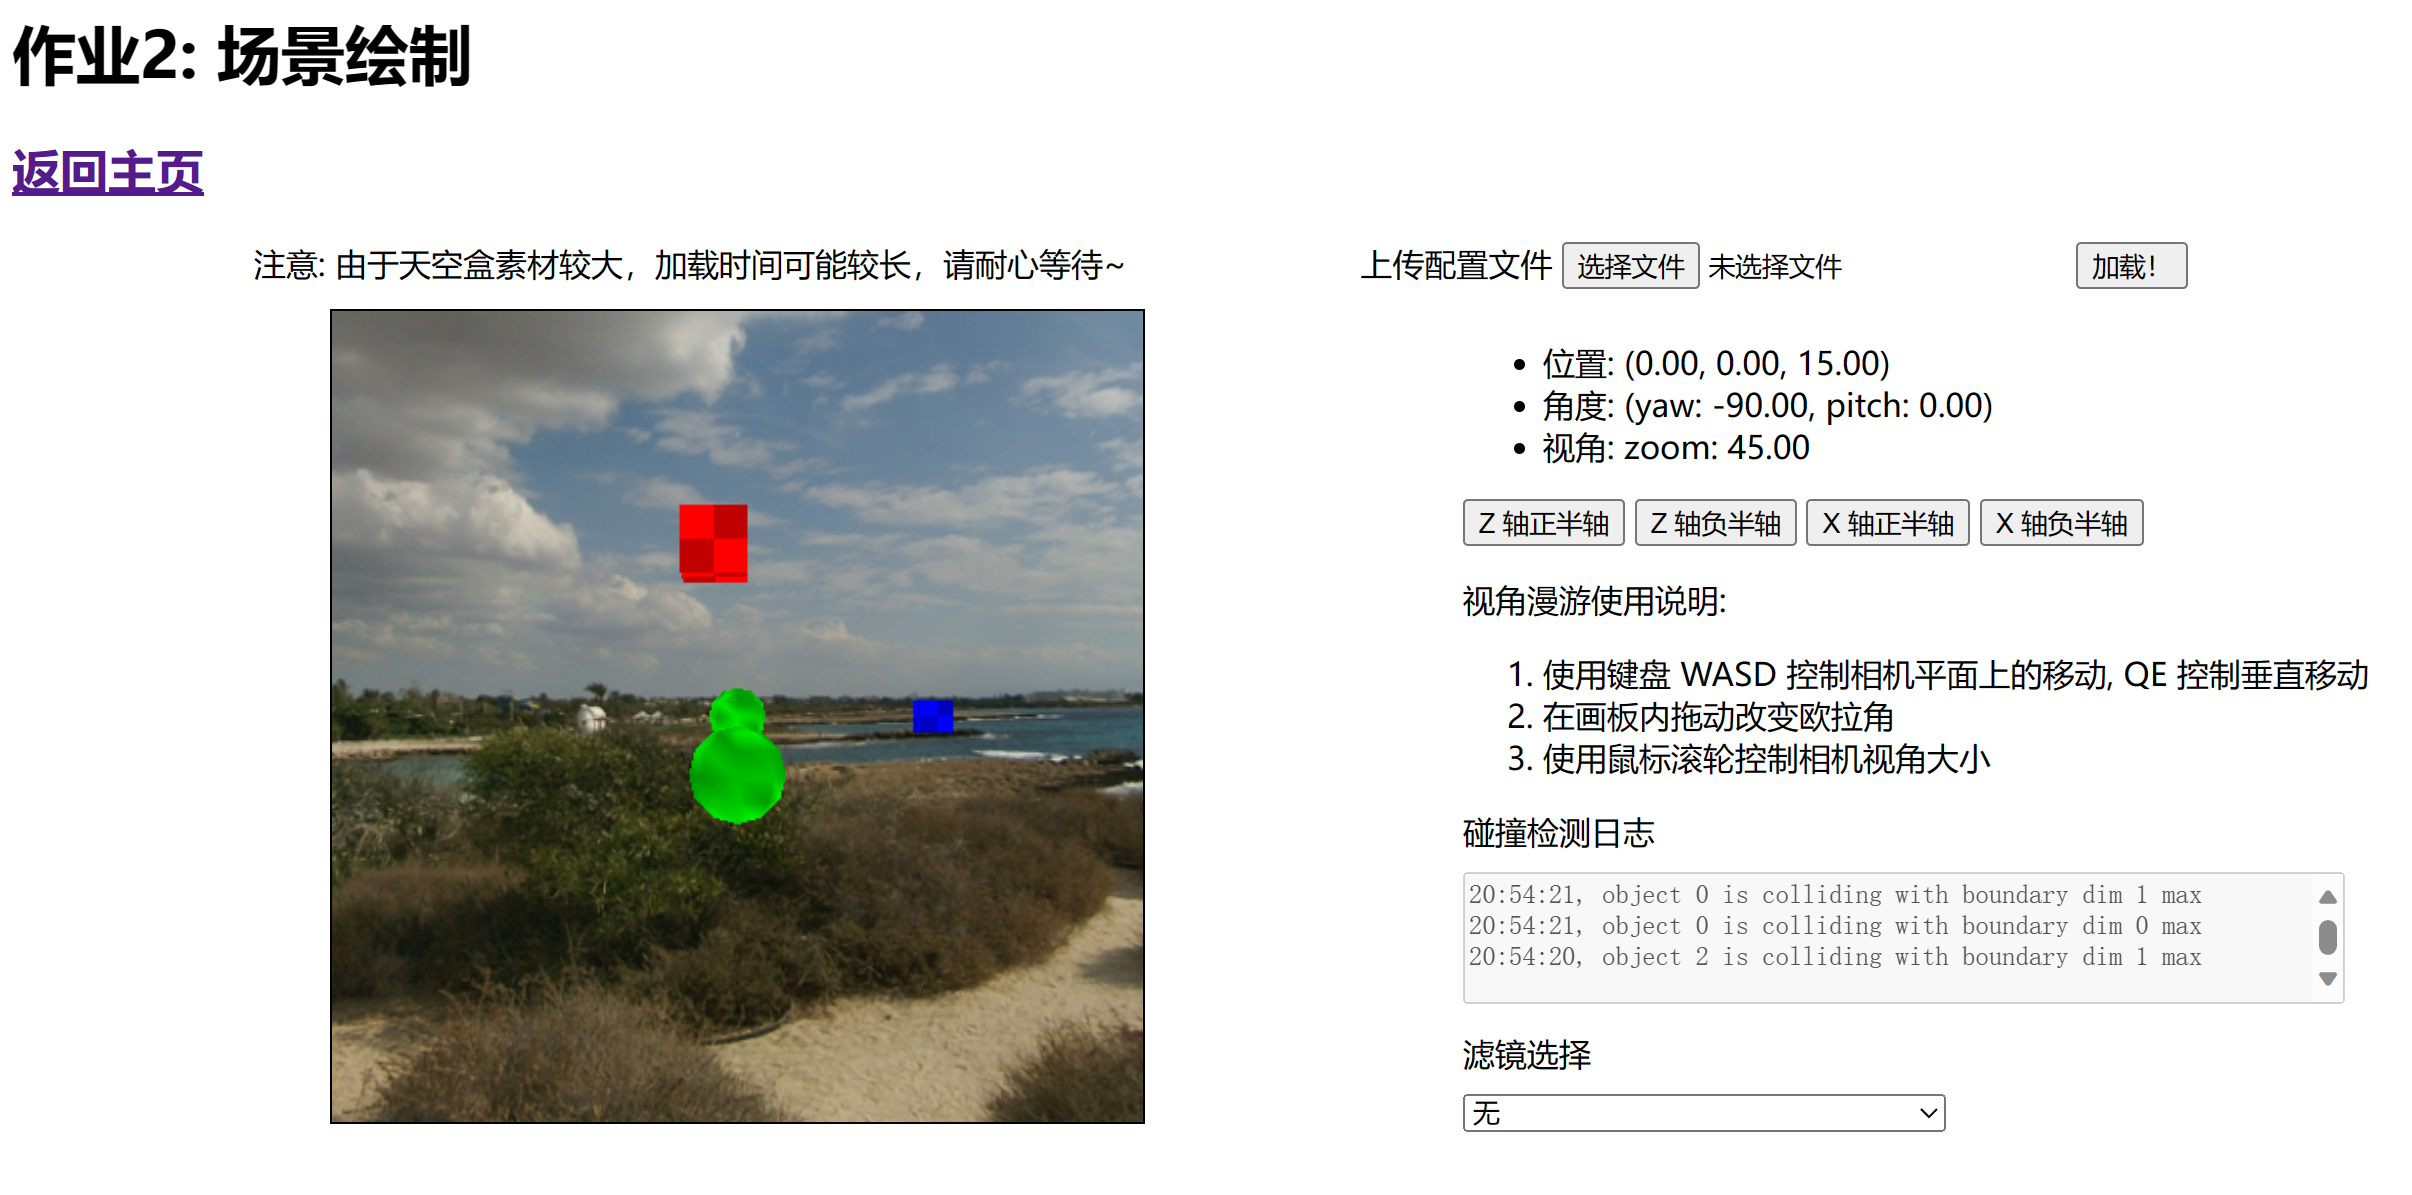 作业2: 场景绘制
返回主页
注意: 由于天空盒素材较大，加载时间可能较长，请耐心等待~
上传配置文件 选择文件 未选择文件 加载！
位置: (0.00, 0.00, 15.00)
角度: (yaw: -90.00, pitch: 0.00)
视角: zoom: 45.00
Z 轴正半轴 Z 轴负半轴 X 轴正半轴 X 轴负半轴
视角漫游使用说明:
1. 使用键盘 WASD 控制相机平面上的移动, QE 控制垂直移动
2. 在画板内拖动改变欧拉角
3. 使用鼠标滚轮控制相机视角大小
碰撞检测日志
20:54:21, object 0 is colliding with boundary dim 1 max
20:54:21, object 0 is colliding with boundary dim 0 max
20:54:20, object 2 is colliding with boundary dim 1 max
滤镜选择
无